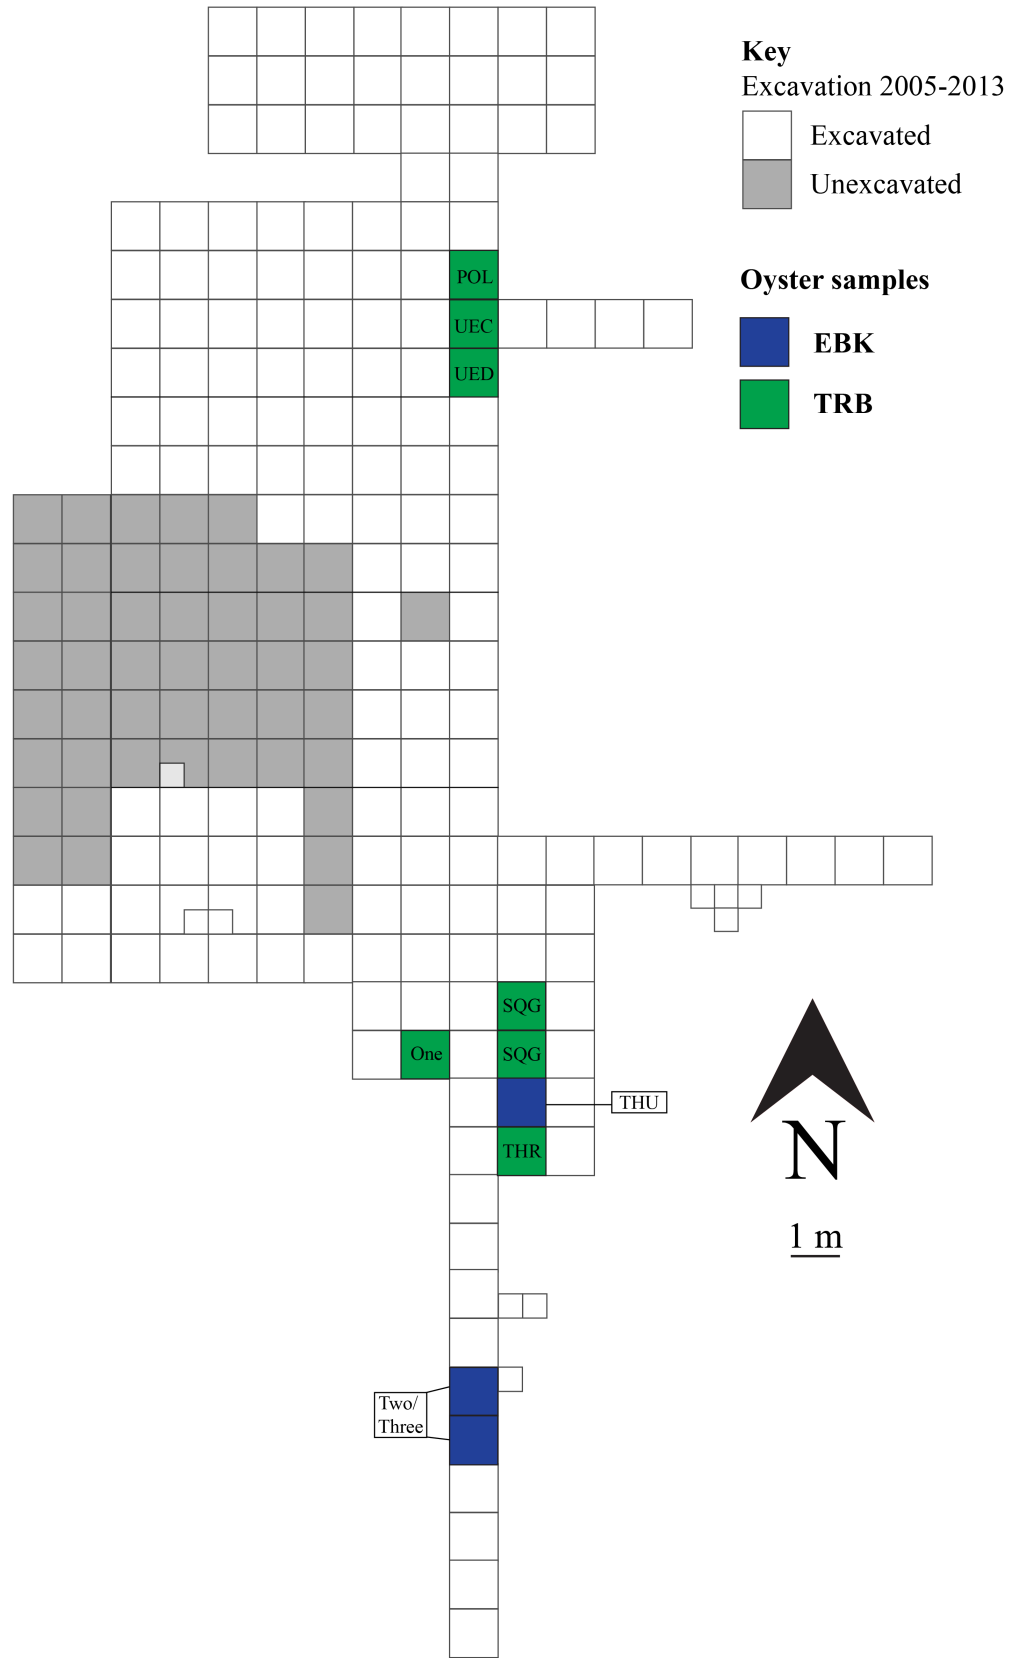 Key
Excavation 2005-2013
Excavated
Unexcavated
POL
Oyster samples
UEC
EBK
UED
TRB
SQG
One
SQG
THU
THR
N
1 m
Two/
Three